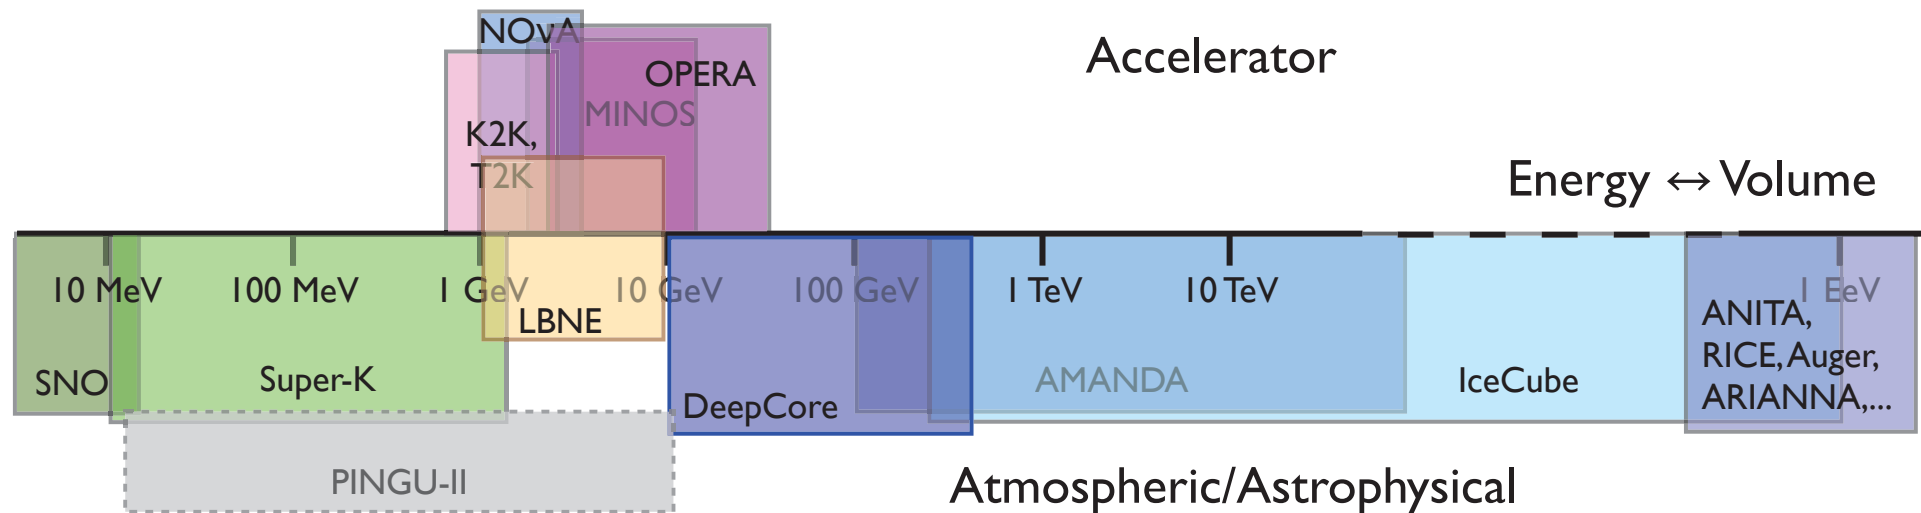 NOvA
OPERA
MINOS
K2K,
T2K
Accelerator
Energy ↔ Volume
10 MeV
100 MeV
1 GeV
10 GeV
100 GeV
1 TeV
10 TeV
1 EeV
LBNE
SNO
Super-K
DeepCore
AMANDA
IceCube
ANITA,
RICE, Auger,
ARIANNA,...
PINGU-II
Atmospheric/Astrophysical